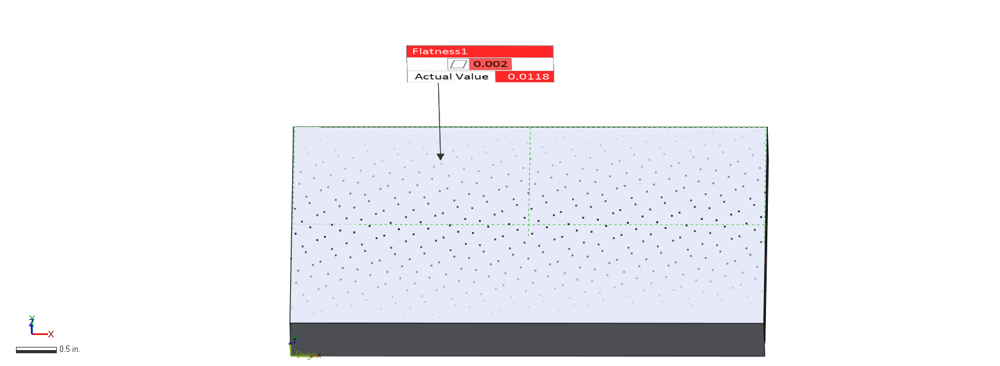 Flatness1
0.002
Actual Value 0.0118
Y
Z
X
0.5 in.
Z
Origin X